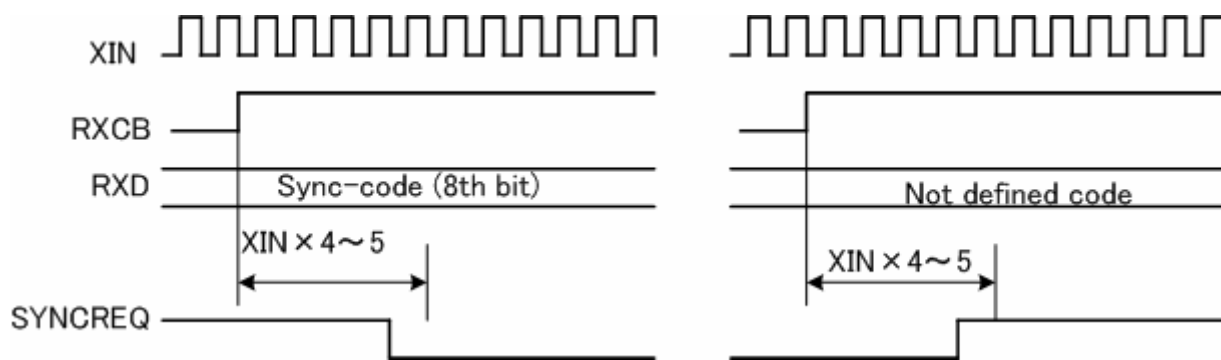 XIN
RXCB
RXD
Sync-code (8th bit)
Not defined code
XIN × 4～5
XIN × 4～5
SYNCREQ